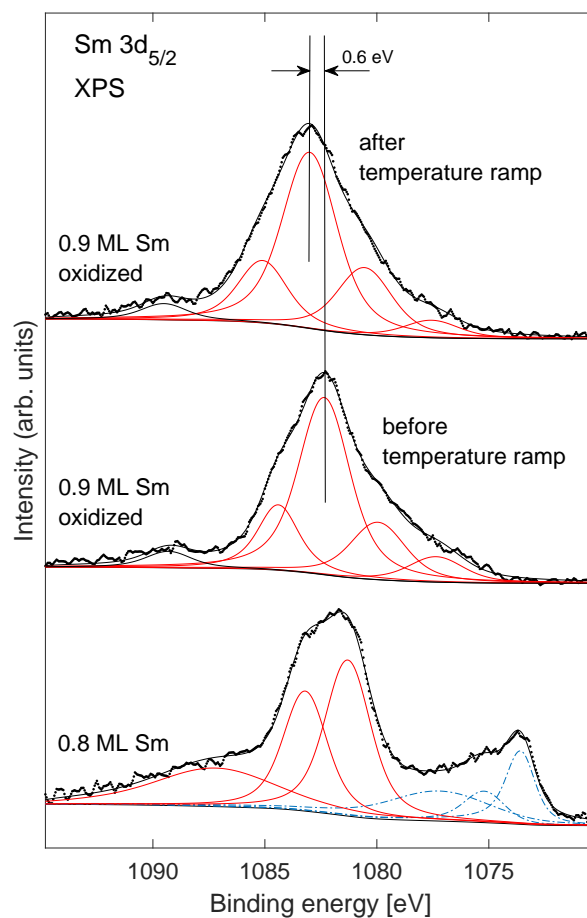 Sm 3d5/2
XPS
0.6 eV
after
temperature ramp
0.9 ML Sm
oxidized
before
temperature ramp
0.9 ML Sm
oxidized
0.8 ML Sm
Intensity (arb. units)
1090 1085 1080 1075
Binding energy [eV]